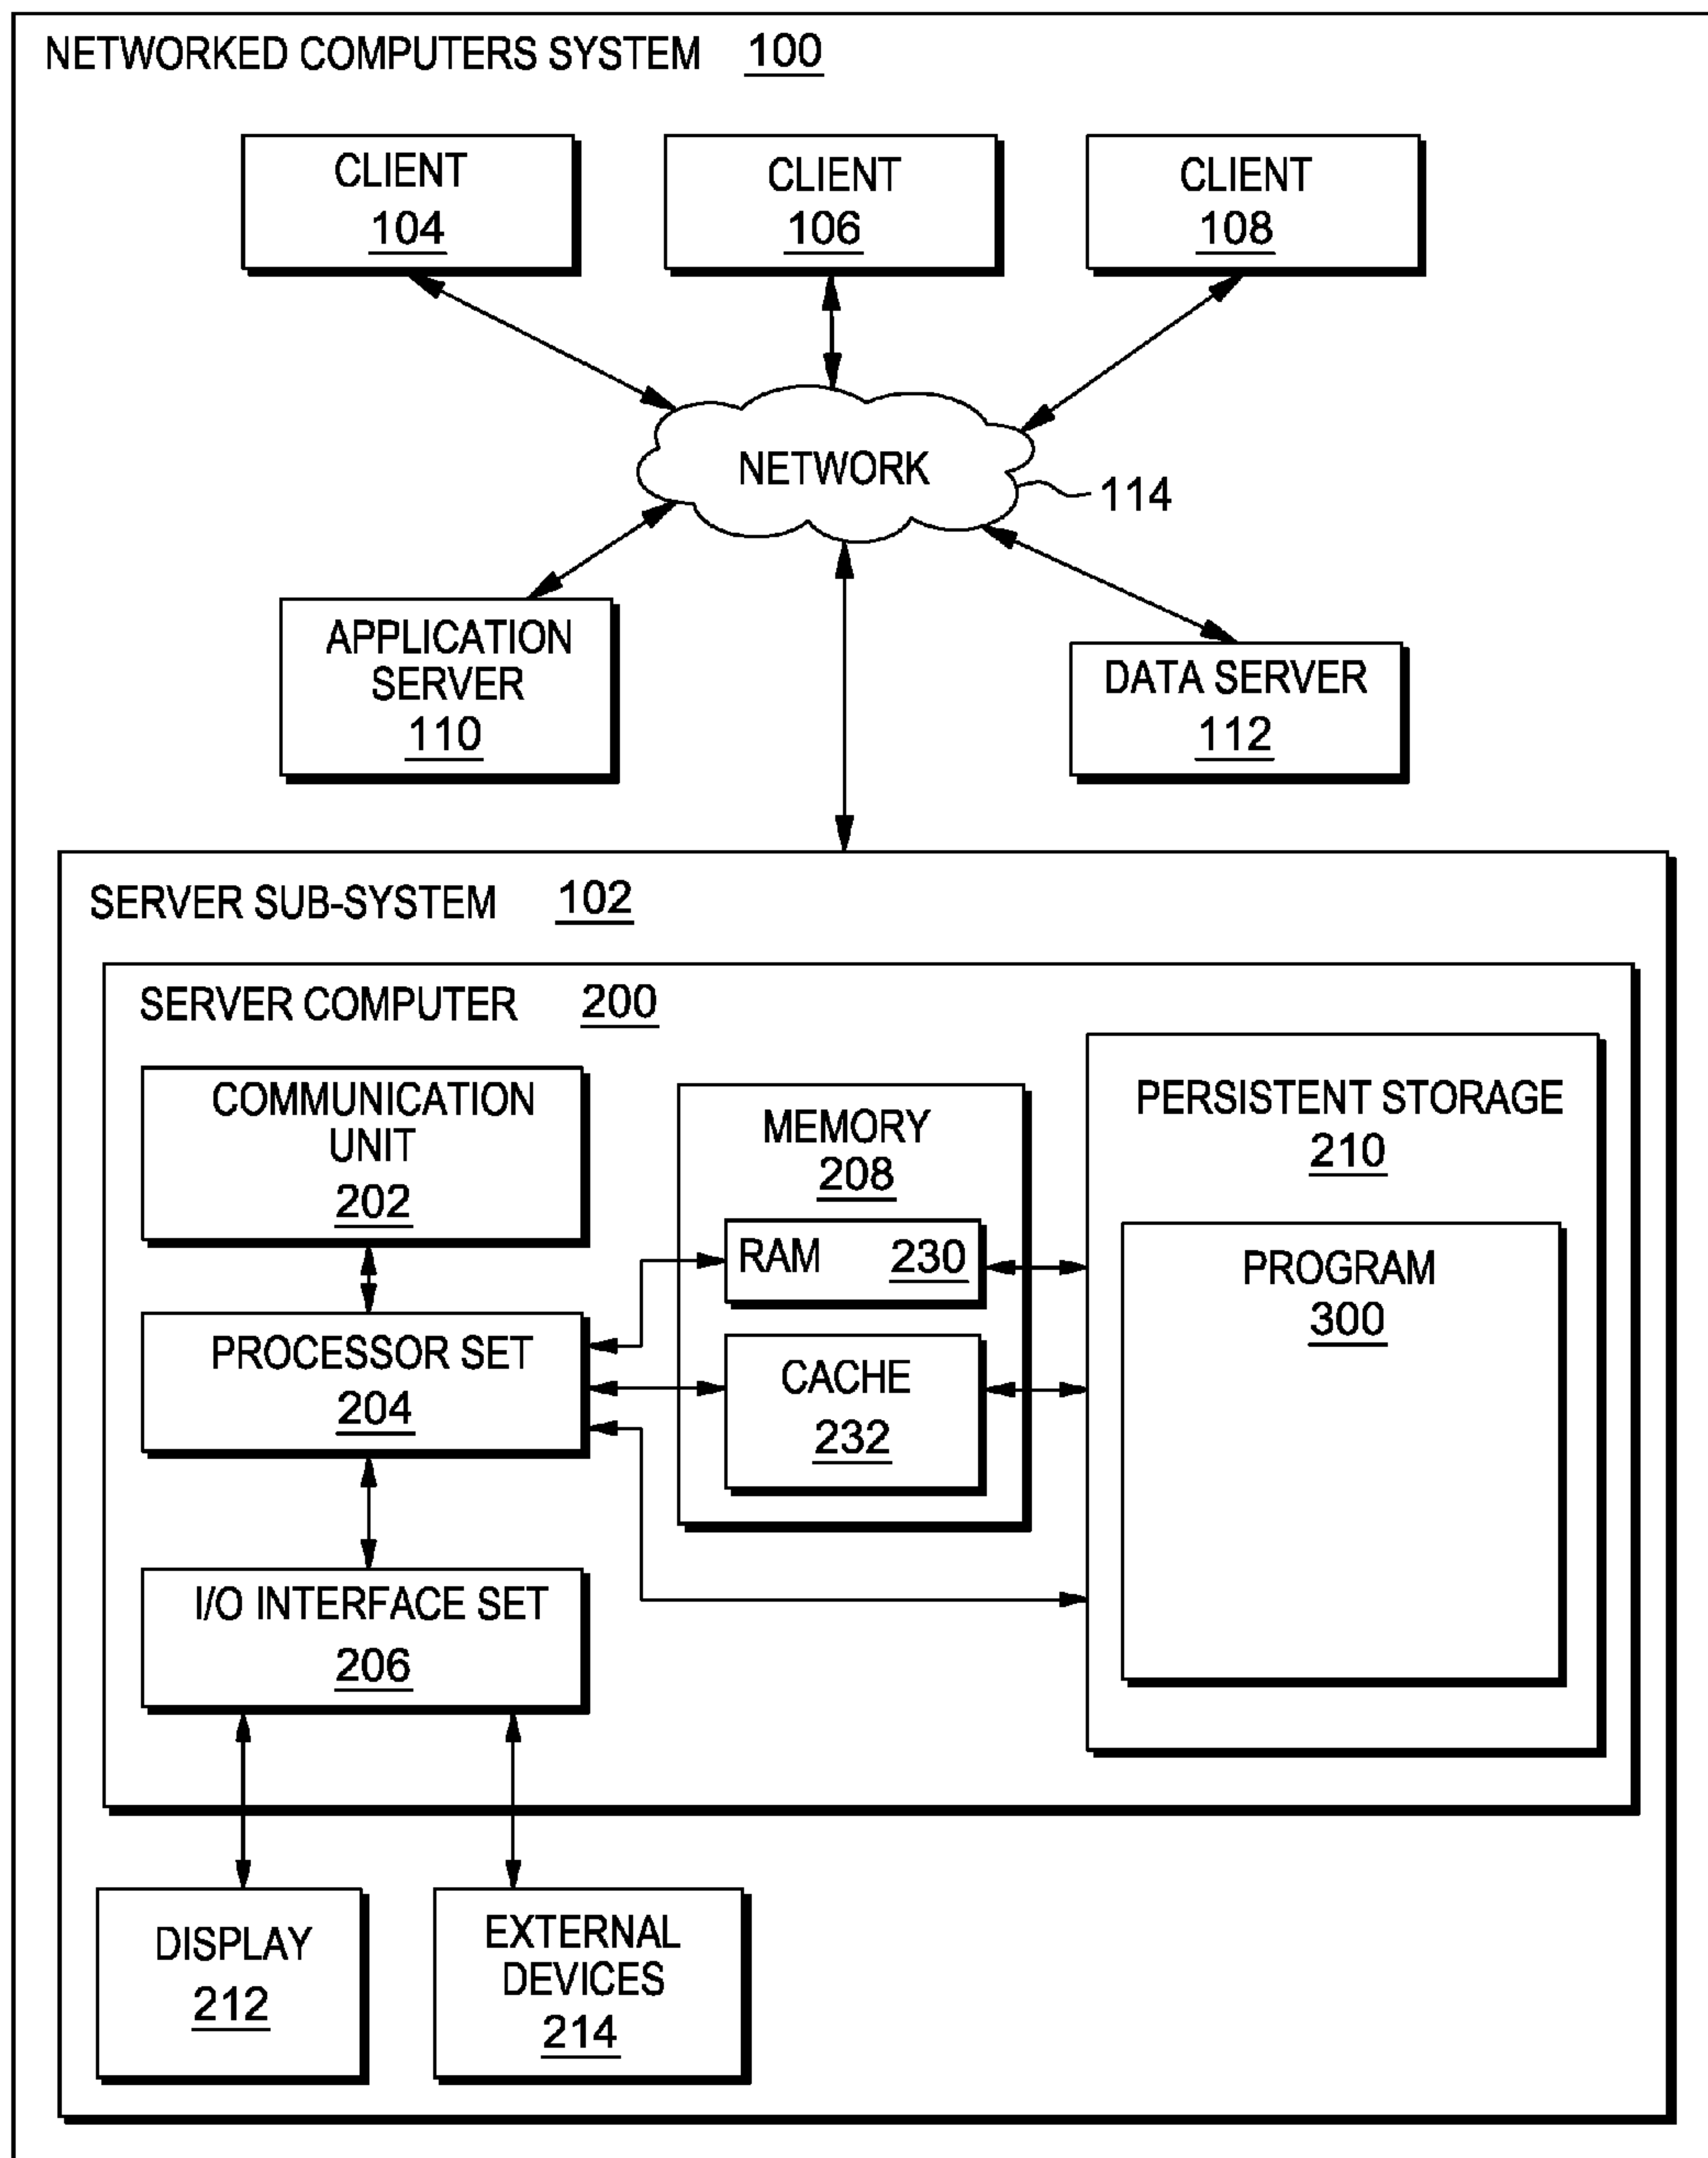 NETWORKED COMPUTERS SYSTEM 100
CLIENT
104
CLIENT
106
CLIENT
108
NETWORK
114
APPLICATION
SERVER
110
DATA SERVER
112
SERVER SUB-SYSTEM 102
SERVER COMPUTER 200
COMMUNICATION
UNIT
202
PROCESSOR SET
204
I/O INTERFACE SET
206
MEMORY
208
RAM 230
CACHE
232
PERSISTENT STORAGE
210
PROGRAM
300
DISPLAY
212
EXTERNAL
DEVICES
214